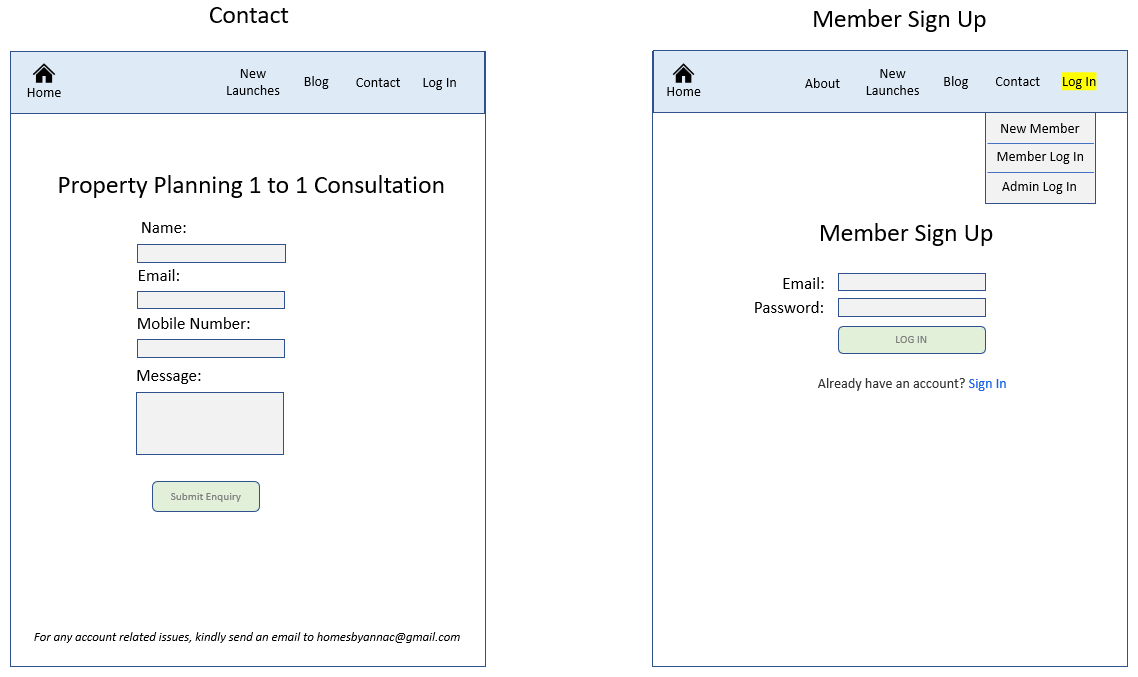 Contact
Home
New
Launches
Blog
Contact
Log In
Property Planning 1 to 1 Consultation
Name:
Email:
Mobile Number:
Message:
Submit Enquiry
For any account related issues, kindly send an email to homesbyannac@gmail.com
Member Sign Up
Home
About
New
Launches
Blog
Contact
Log In
New Member
Member Log In
Admin Log In
Member Sign Up
Email:
Password:
LOG IN
Already have an account? Sign In